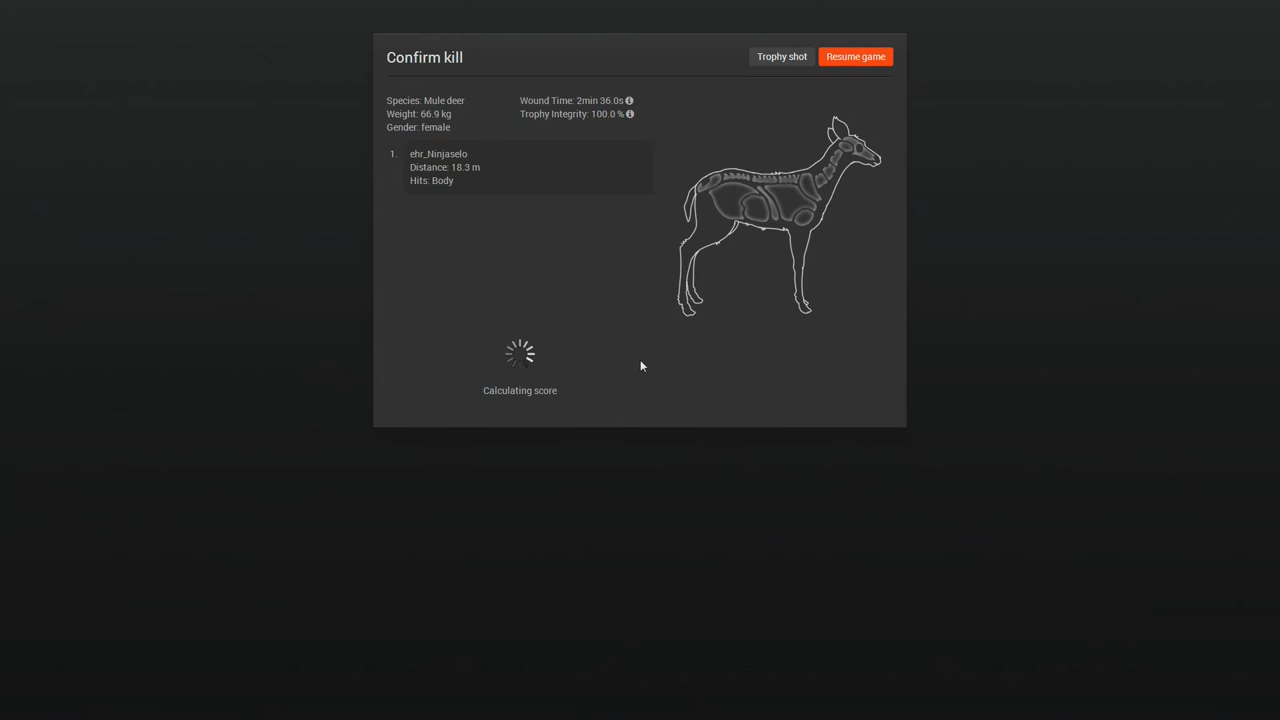 Confirm kill
Trophy shot
Resume game
Species: Mule deer
Weight: 66.9 kg
Gender: female
Wound Time: 2min 36.0s
Trophy Integrity: 100.0 %
1.
ehr_Ninjaselo
Distance: 18.3 m
Hits: Body
Calculating score